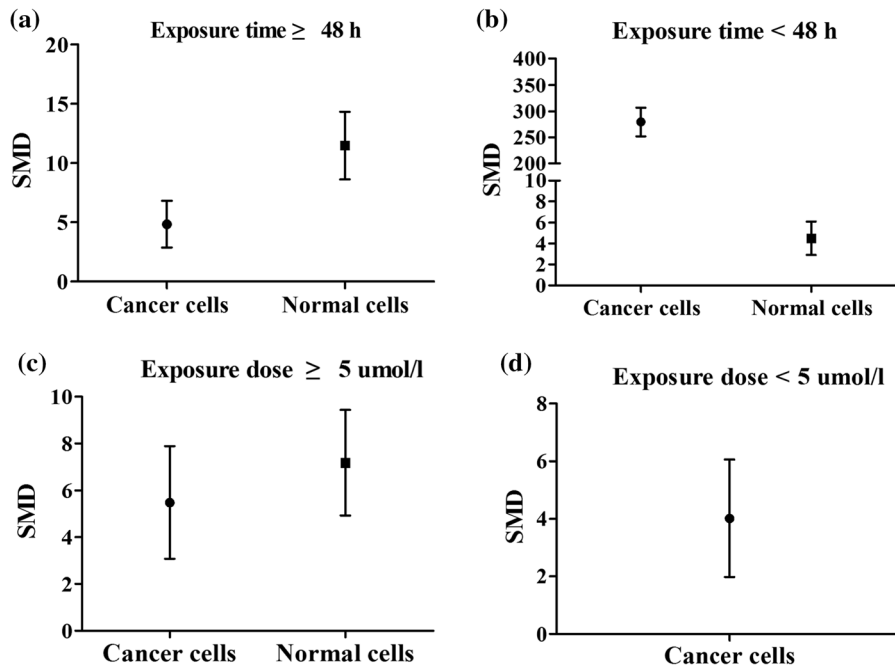 (a)
Exposure time ≥ 48 h
20
15
10
5
0
SMD
Cancer cells
Normal cells
(b)
Exposure time < 48 h
400
350
300
250
200
10
8
6
4
2
0
SMD
Cancer cells
Normal cells
(c)
Exposure dose ≥ 5 umol/l
10
8
6
4
2
0
SMD
Cancer cells
Normal cells
(d)
Exposure dose < 5 umol/l
8
6
4
2
0
SMD
Cancer cells